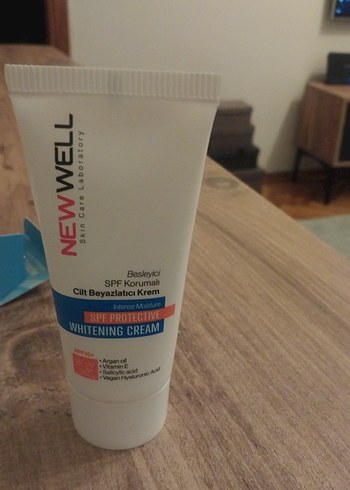 NEWWELL
Skin Care Laboratory
Besleyici
SPF Korumalı
Cilt Beyazlatıcı Krem
Intense Moisture
SPF PROTECTIVE
WHITENING CREAM
• Argan oil
• Vitamin E
• Salicylic acid
• Vegan Hyaluronic Acid